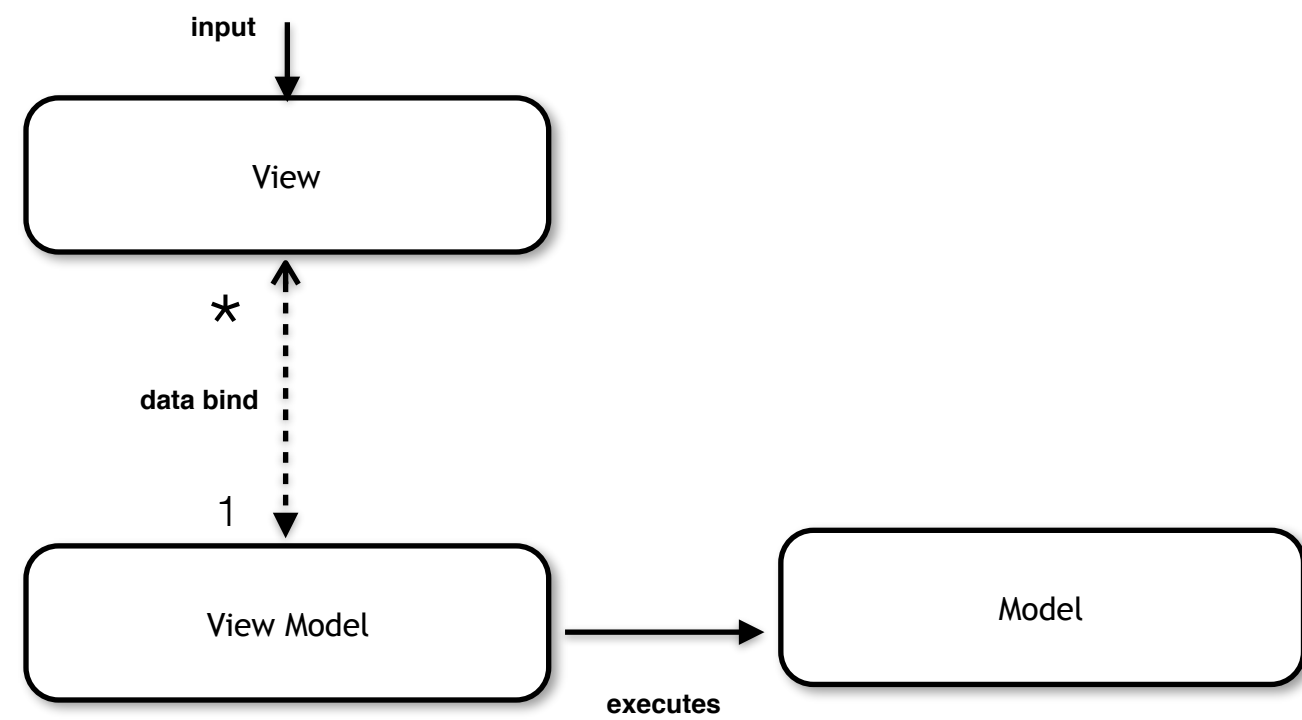 input
View
*
data bind
1
View Model
Model
executes